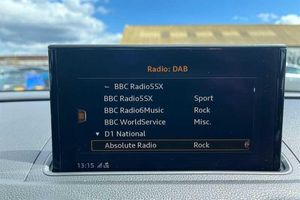 Radio: DAB
BBC Radio5SX
BBC Radio5SX Sport
BBC Radio6Music Rock
BBC WorldService Misc.
D1 National
Absolute Radio Rock
13:15